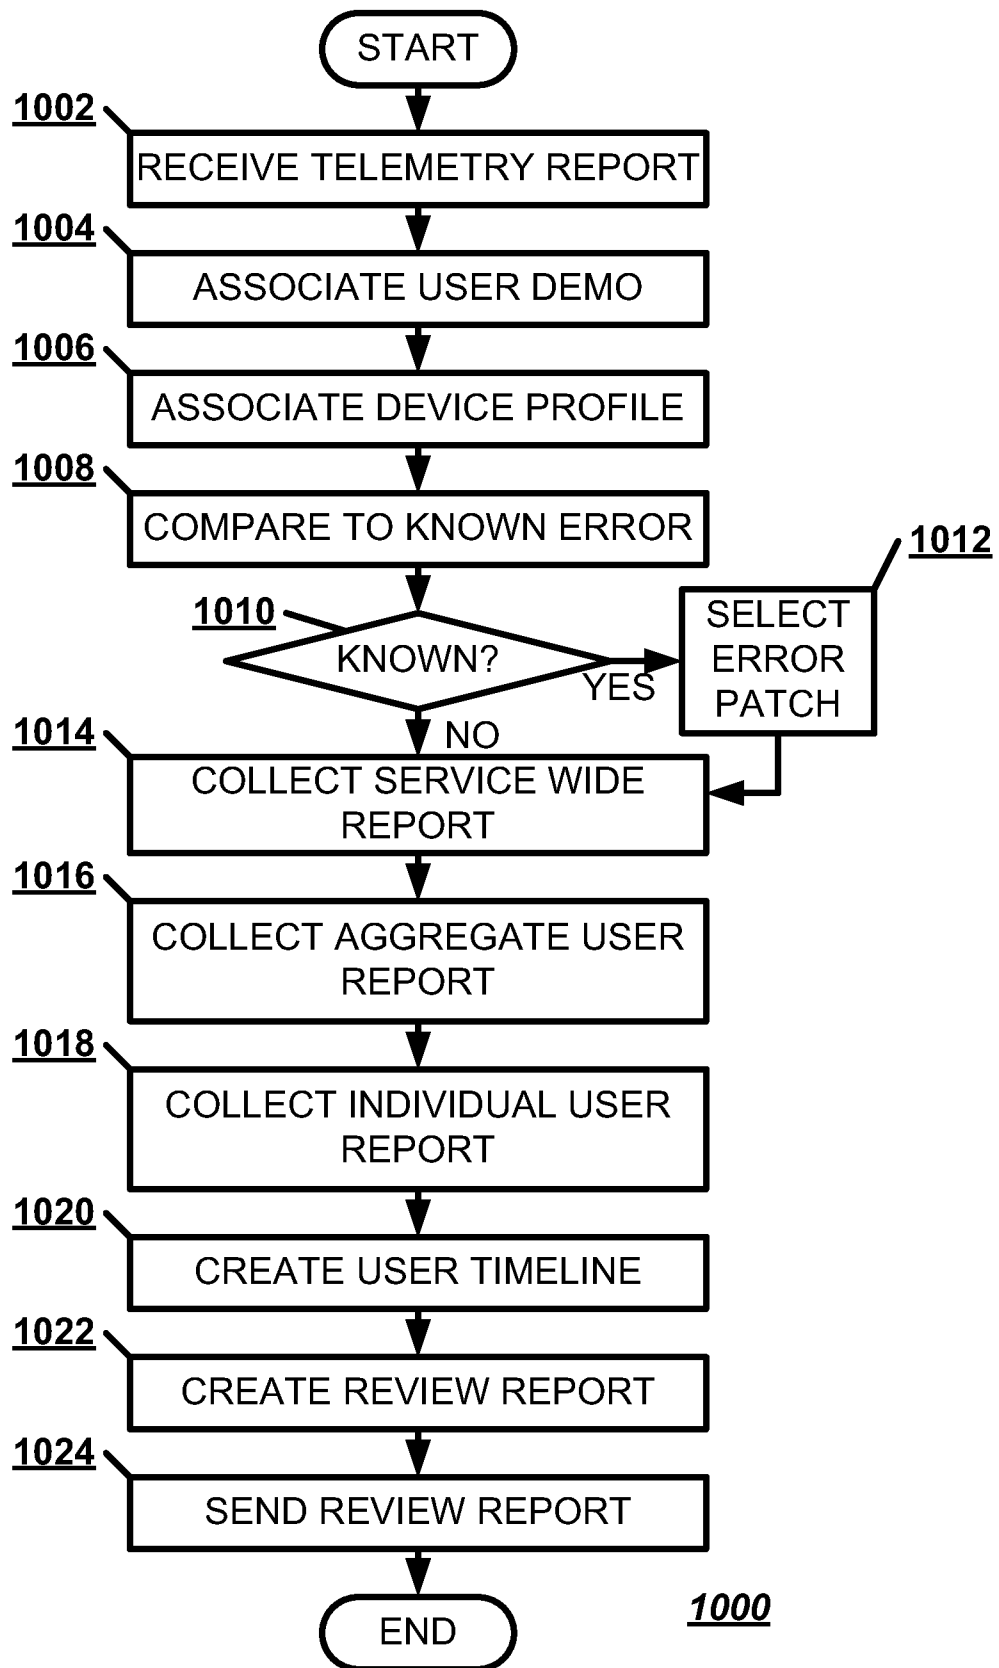 START
1002
RECEIVE TELEMETRY REPORT
1004
ASSOCIATE USER DEMO
1006
ASSOCIATE DEVICE PROFILE
1008
COMPARE TO KNOWN ERROR
1010
KNOWN?
YES
1012
SELECT
ERROR
PATCH
NO
1014
COLLECT SERVICE WIDE
REPORT
1016
COLLECT AGGREGATE USER
REPORT
1018
COLLECT INDIVIDUAL USER
REPORT
1020
CREATE USER TIMELINE
1022
CREATE REVIEW REPORT
1024
SEND REVIEW REPORT
END
1000